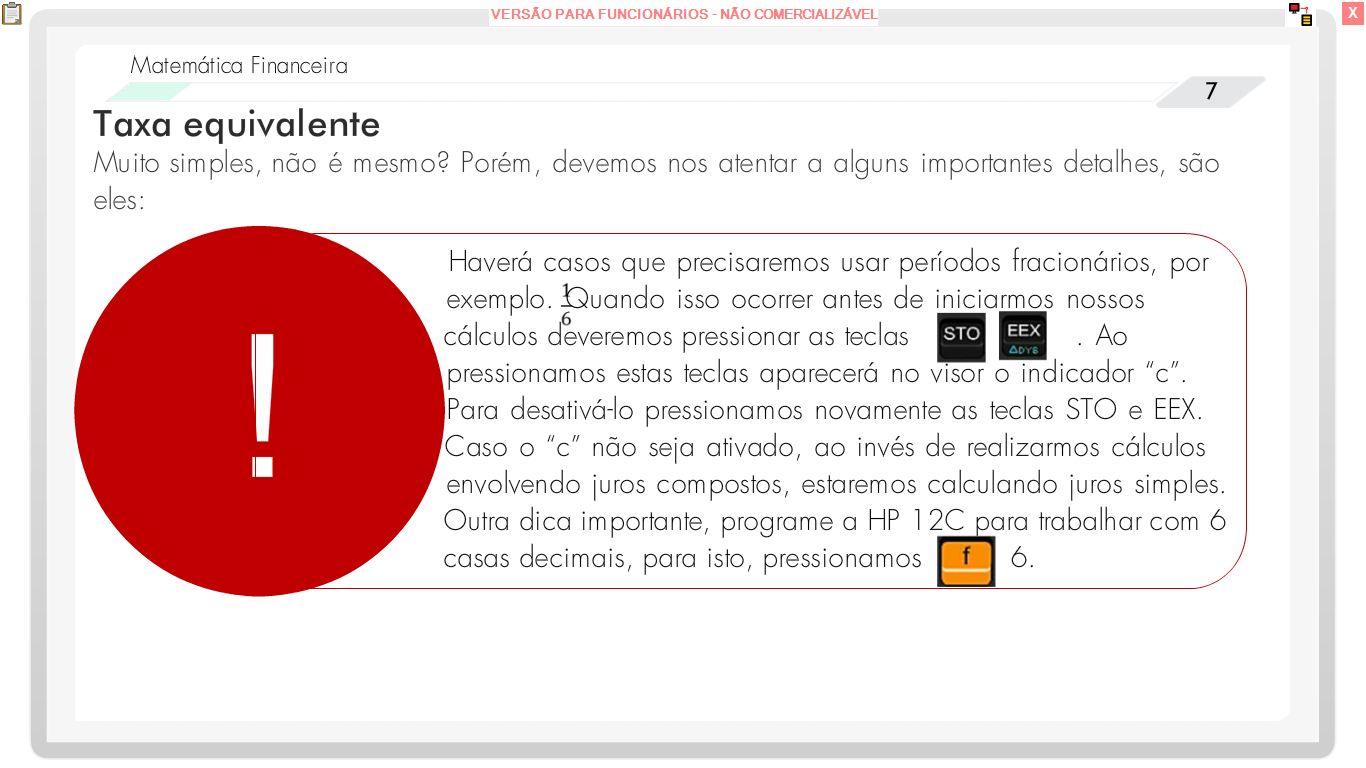 VERSÃO PARA FUNCIONÁRIOS - NÃO COMERCIALIZÁVEL
X
Matemática Financeira
7
Taxa equivalente
Muito simples, não é mesmo? Porém, devemos nos atentar a alguns importantes detalhes, são
eles:
!
Haverá casos que precisaremos usar períodos fracionários, por
exemplo. 1/6 Quando isso ocorrer antes de iniciarmos nossos
cálculos deveremos pressionar as teclas STO EEX ΔDYS . Ao
pressionamos estas teclas aparecerá no visor o indicador “c”.
Para desativá-lo pressionamos novamente as teclas STO e EEX.
Caso o “c” não seja ativado, ao invés de realizarmos cálculos
envolvendo juros compostos, estaremos calculando juros simples.
Outra dica importante, programe a HP 12C para trabalhar com 6
casas decimais, para isto, pressionamos f 6.